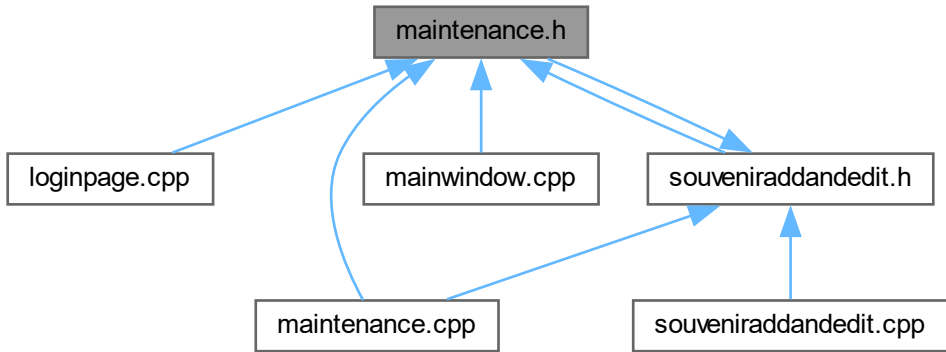 maintenance.h
loginpage.cpp
mainwindow.cpp
souveniraddandedit.h
maintenance.cpp
souveniraddandedit.cpp